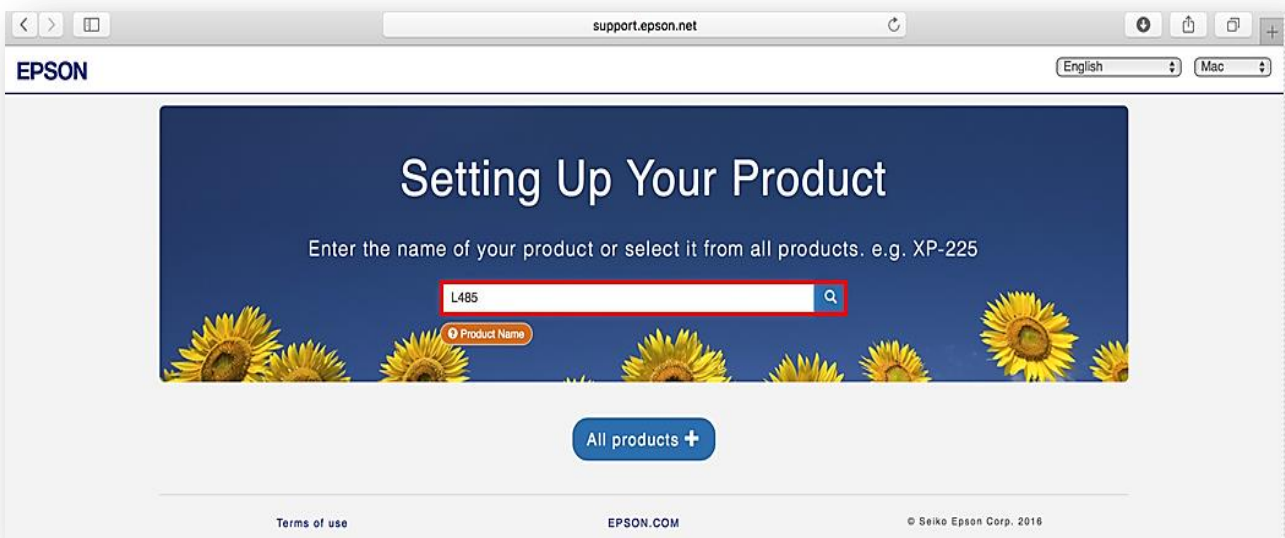 support.epson.net
EPSON
English
Mac
Setting Up Your Product
Enter the name of your product or select it from all products. e.g. XP-225
L485
Product Name
All products
Terms of use
EPSON.COM
© Seiko Epson Corp. 2016